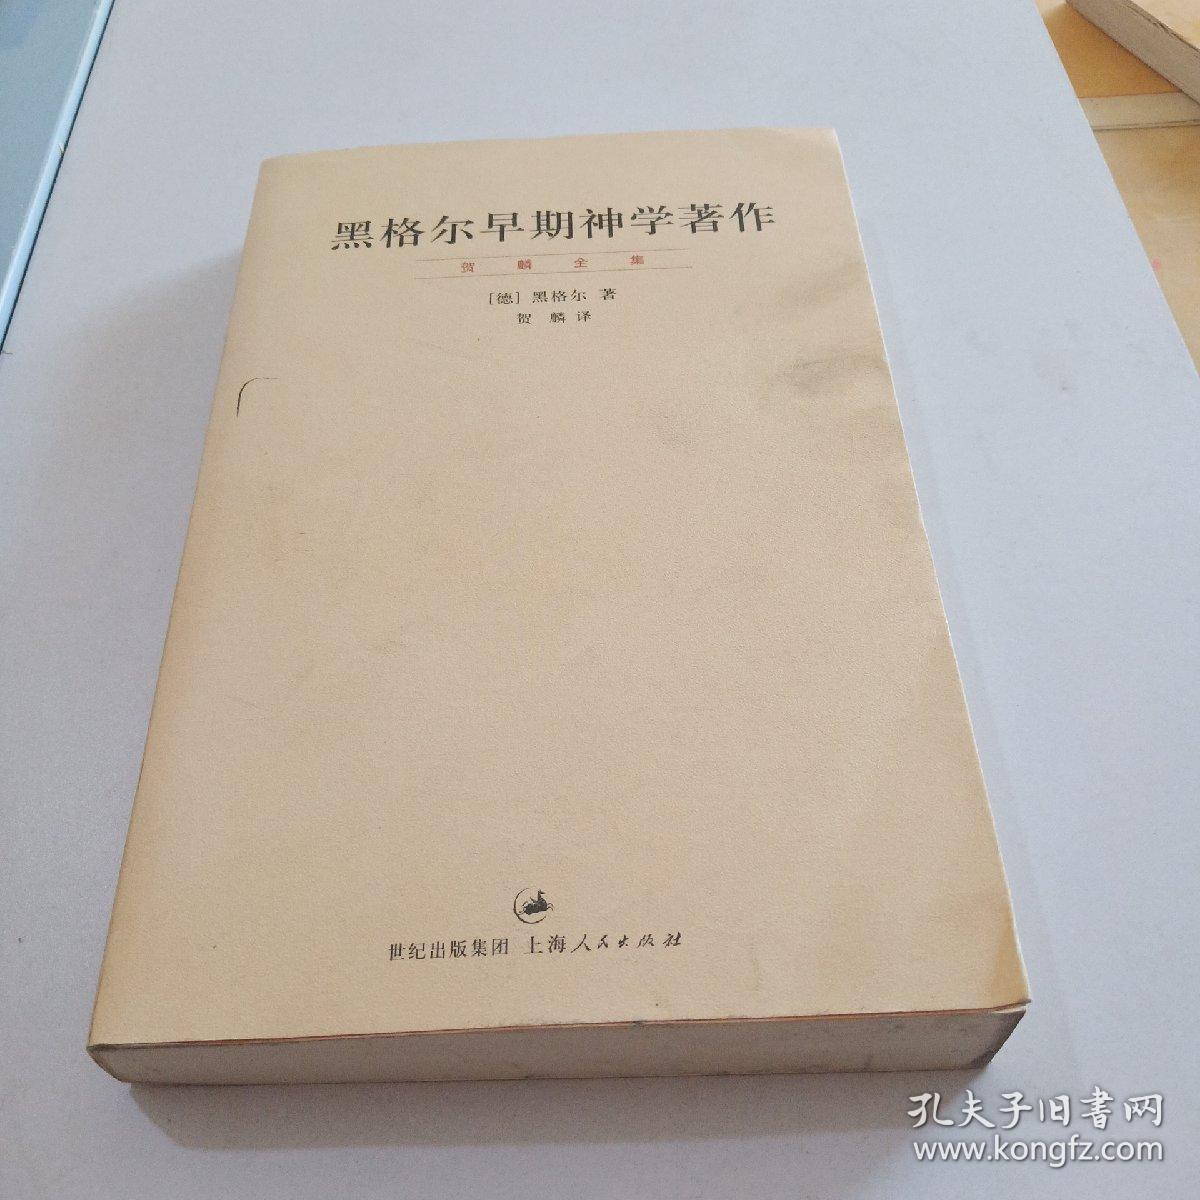 黑格尔早期神学著作
贺麟全集
[德] 黑格尔 著
贺麟 译
世纪出版集团 上海人民出版社
孔夫子旧书网
www.kongfz.com